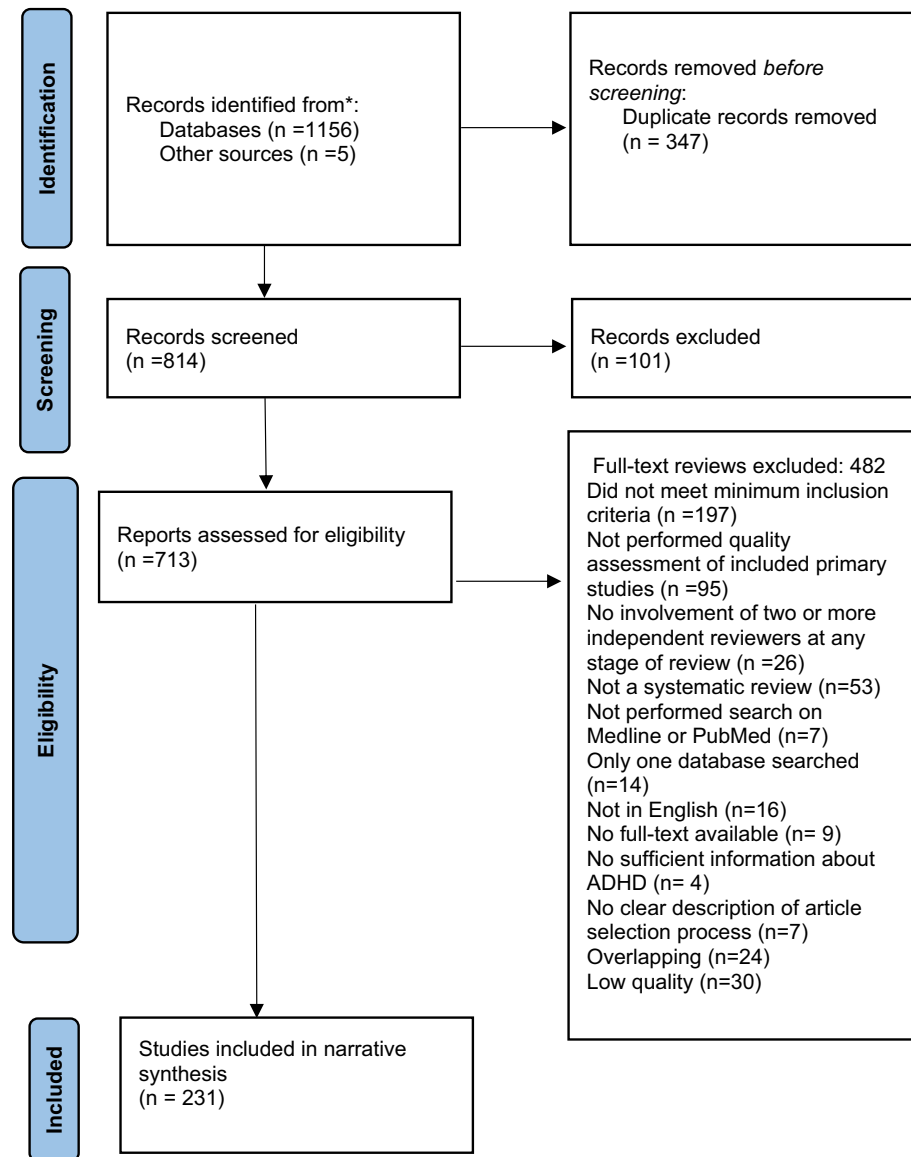 Identification
Records identified from*:
Databases (n =1156)
Other sources (n =5)
Records removed before
screening:
Duplicate records removed
(n = 347)
Screening
Records screened
(n =814)
Records excluded
(n =101)
Eligibility
Reports assessed for eligibility
(n =713)
Full-text reviews excluded: 482
Did not meet minimum inclusion
criteria (n =197)
Not performed quality
assessment of included primary
studies (n =95)
No involvement of two or more
independent reviewers at any
stage of review (n =26)
Not a systematic review (n=53)
Not performed search on
Medline or PubMed (n=7)
Only one database searched
(n=14)
Not in English (n=16)
No full-text available (n= 9)
No sufficient information about
ADHD (n= 4)
No clear description of article
selection process (n=7)
Overlapping (n=24)
Low quality (n=30)
Included
Studies included in narrative
synthesis
(n = 231)